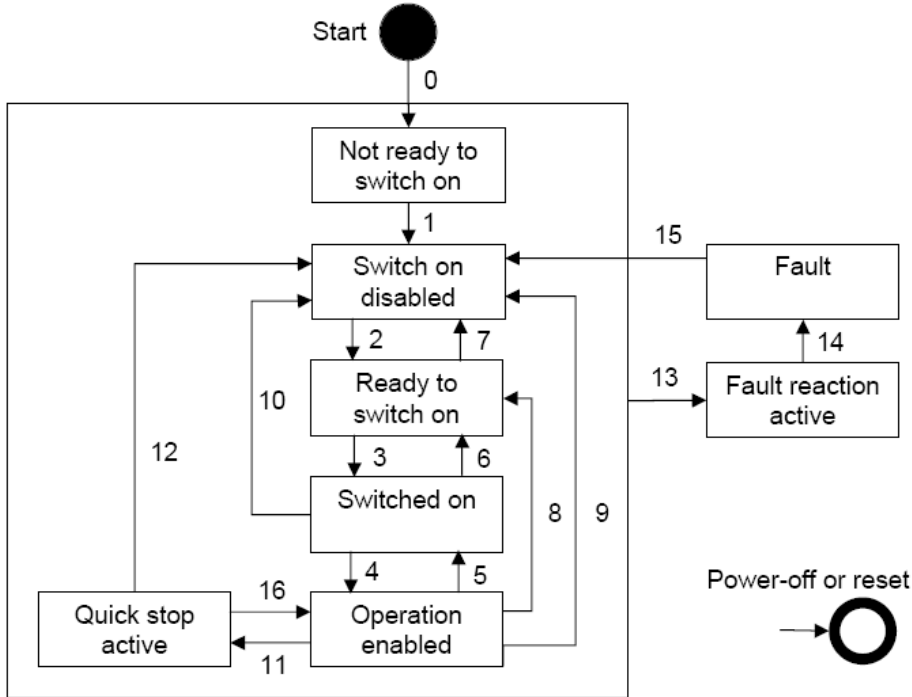 Start
0
Not ready to
switch on
1
15
Switch on
disabled
Fault
2
7
14
Ready to
switch on
10
13
Fault reaction
active
12
3
6
Switched on
8
9
4
5
16
Power-off or reset
Quick stop
active
Operation
enabled
11